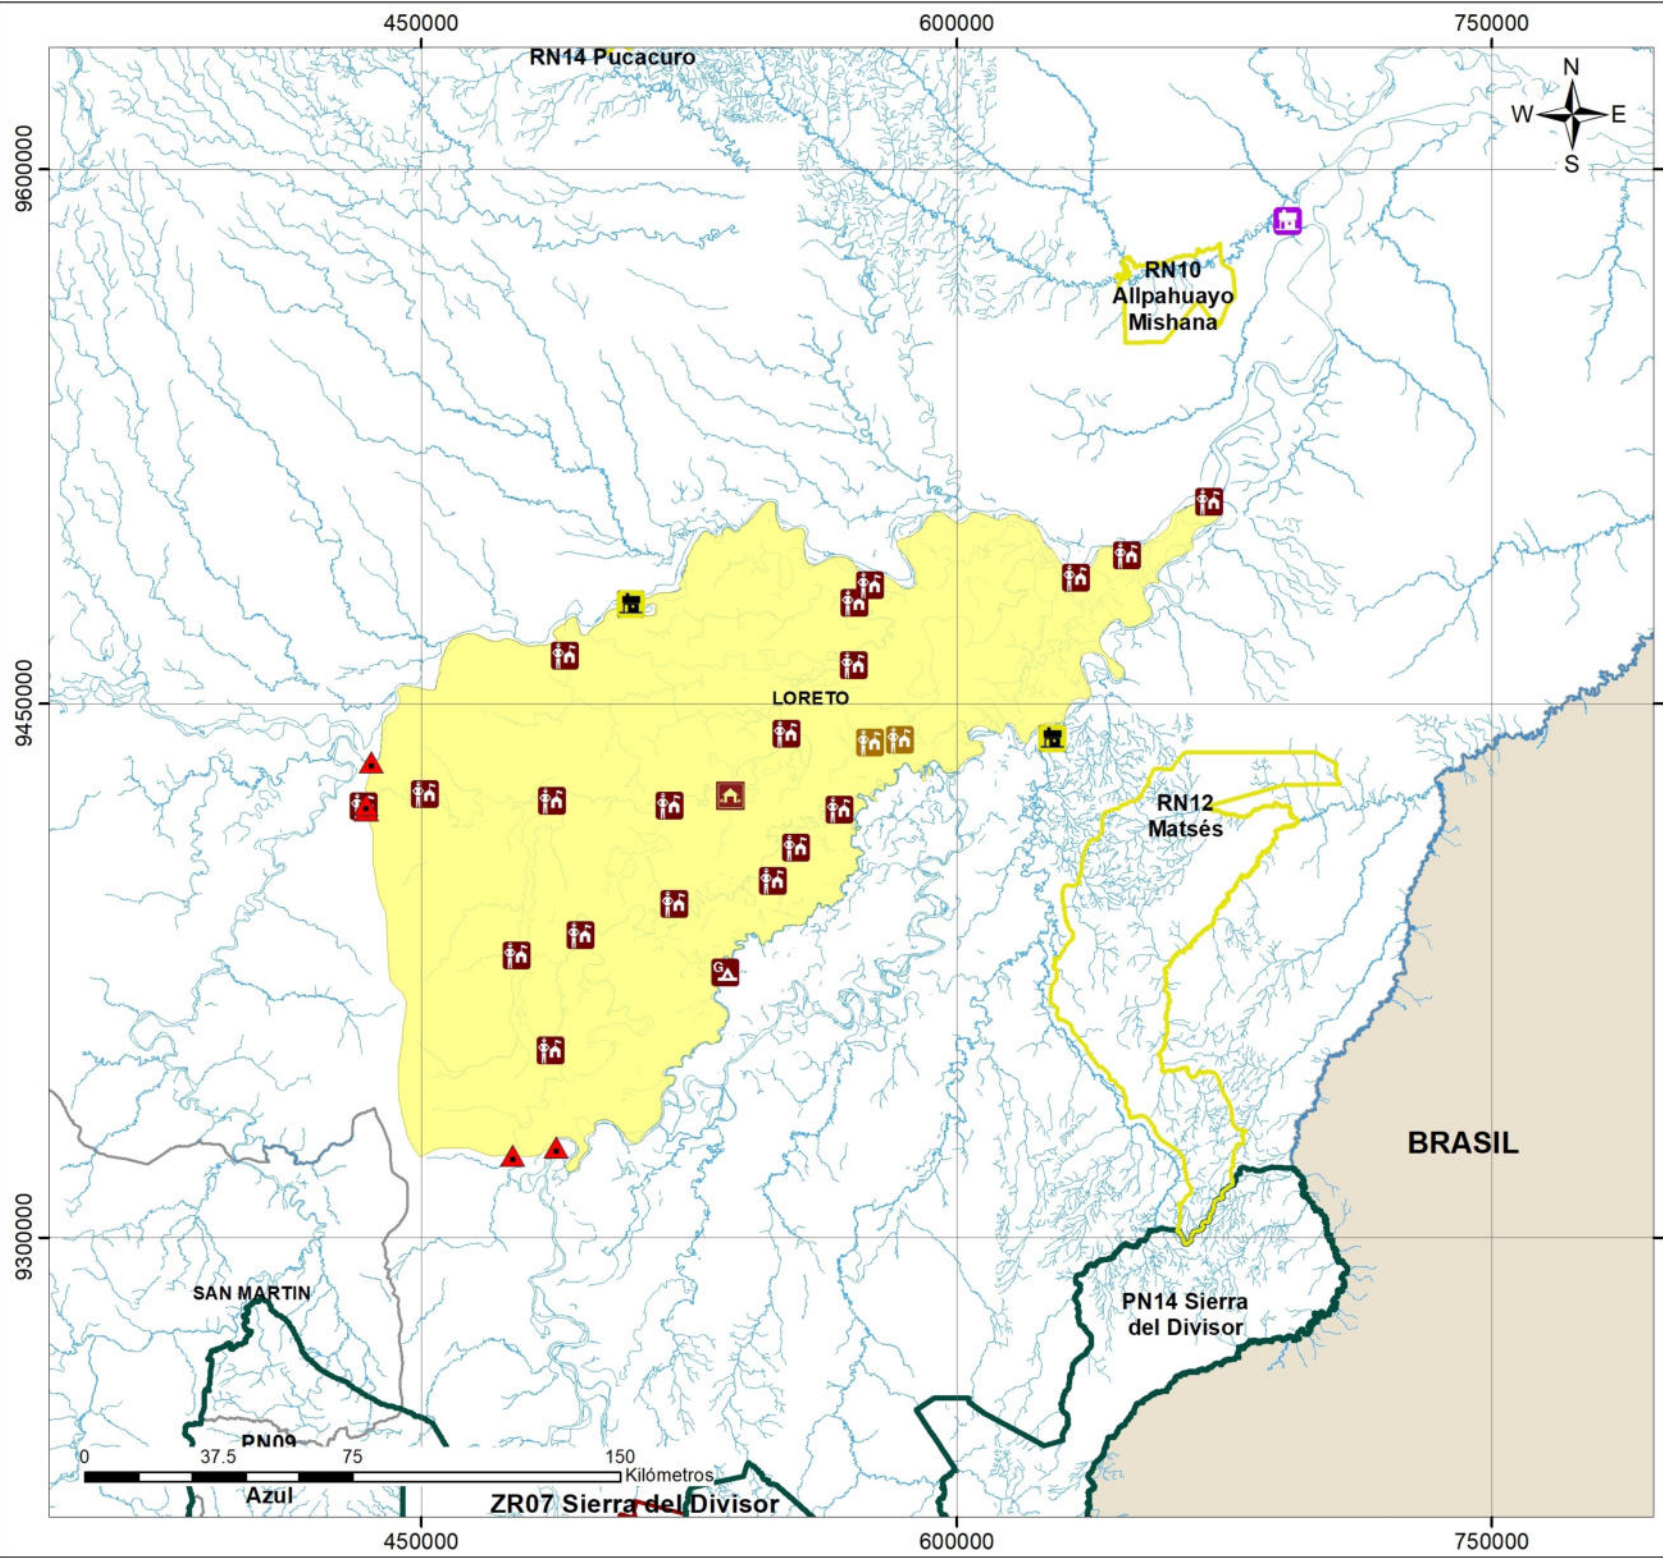 450000
600000
750000
RN14 Pucacuro
N
W
E
S
9600000
RN10
Allpahuayo
Mishana
LORETO
9450000
RN12
Matsés
G
BRASIL
9300000
SAN MARTIN
PN14 Sierra
del Divisor
PN09
0
37.5
75
150
Kilómetros
Azul
ZR07 Sierra del Divisor
450000
600000
750000